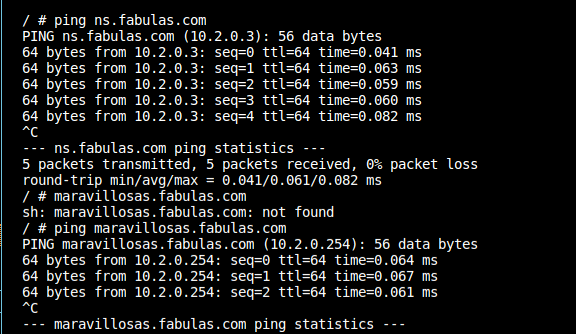 / # ping ns.fabulas.com
PING ns.fabulas.com (10.2.0.3): 56 data bytes
64 bytes from 10.2.0.3: seq=0 ttl=64 time=0.041 ms
64 bytes from 10.2.0.3: seq=1 ttl=64 time=0.063 ms
64 bytes from 10.2.0.3: seq=2 ttl=64 time=0.059 ms
64 bytes from 10.2.0.3: seq=3 ttl=64 time=0.060 ms
64 bytes from 10.2.0.3: seq=4 ttl=64 time=0.082 ms
^C
--- ns.fabulas.com ping statistics ---
5 packets transmitted, 5 packets received, 0% packet loss
round-trip min/avg/max = 0.041/0.061/0.082 ms
/ # maravillosas.fabulas.com
sh: maravillosas.fabulas.com: not found
/ # ping maravillosas.fabulas.com
PING maravillosas.fabulas.com (10.2.0.254): 56 data bytes
64 bytes from 10.2.0.254: seq=0 ttl=64 time=0.064 ms
64 bytes from 10.2.0.254: seq=1 ttl=64 time=0.067 ms
64 bytes from 10.2.0.254: seq=2 ttl=64 time=0.061 ms
^C
--- maravillosas.fabulas.com ping statistics ---